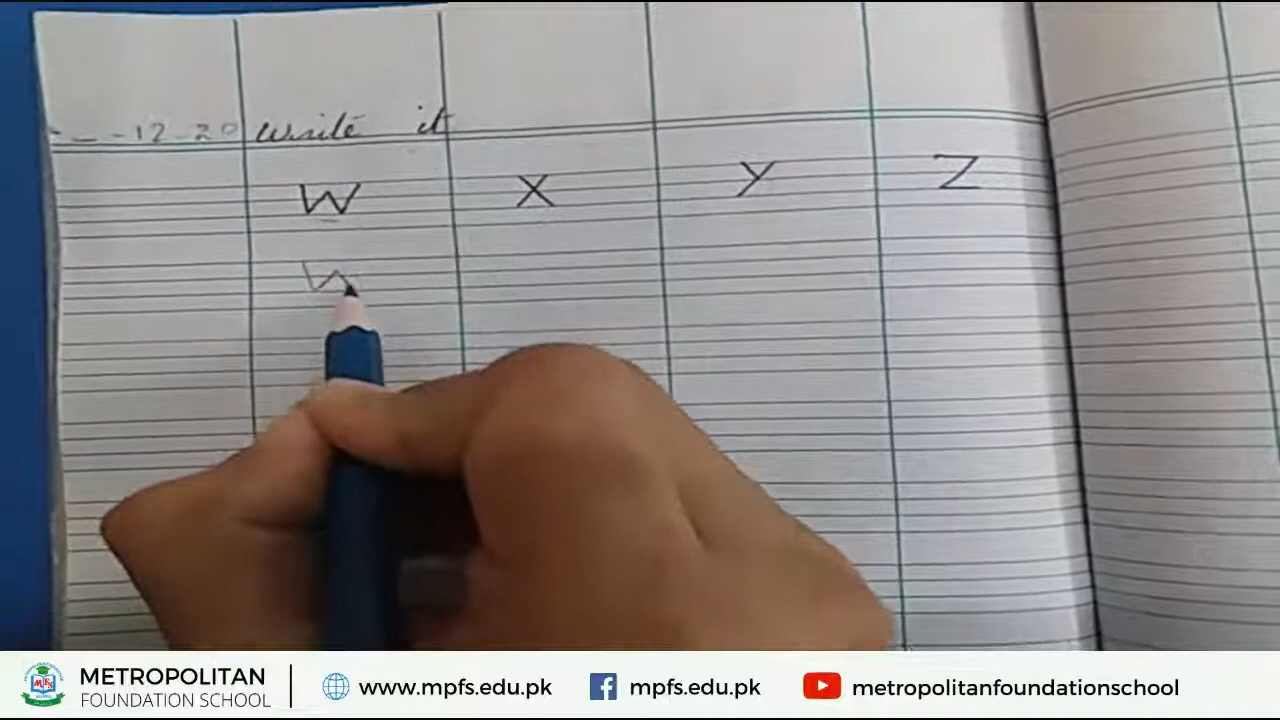 _ _-12-20 Write it
W X Y Z
W
METROPOLITAN
FOUNDATION SCHOOL
www.mpfs.edu.pk
mpfs.edu.pk
metropolitanfoundationschool